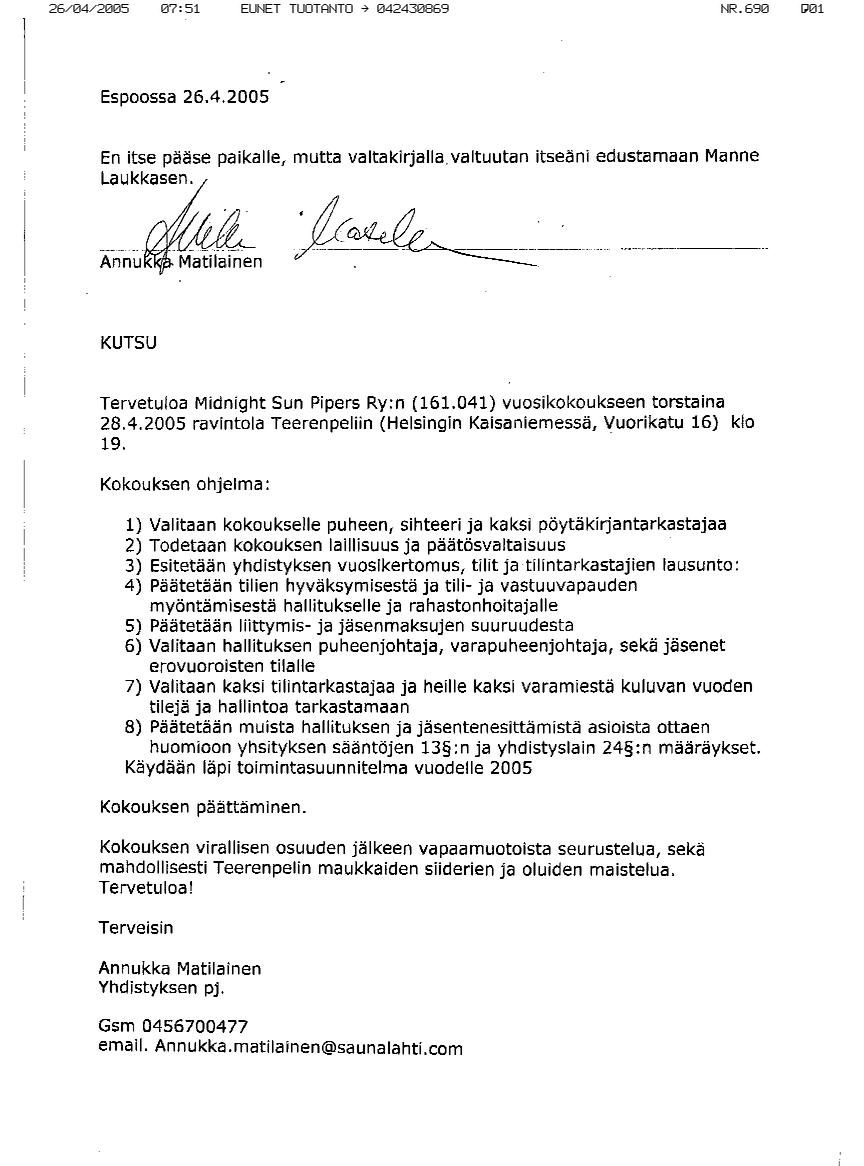 26/04/2005 07:51 EUNET TUOTANTO → 042430869 NR.690 P01
Espoossa 26.4.2005
En itse pääse paikalle, mutta valtakirjalla valtuutan itseäni edustamaan Manne
Laukkasen.
Annukka Matilainen
KUTSU
Tervetuloa Midnight Sun Pipers Ry:n (161.041) vuosikokoukseen torstaina
28.4.2005 ravintola Teerenpeliin (Helsingin Kaisaniemessä, Vuorikatu 16) klo
19.
Kokouksen ohjelma:
1) Valitaan kokoukselle puheen, sihteeri ja kaksi pöytäkirjantarkastajaa
2) Todetaan kokouksen laillisuus ja päätösvaltaisuus
3) Esitetään yhdistyksen vuosikertomus, tilit ja tilintarkastajien lausunto:
4) Päätetään tilien hyväksymisestä ja tili- ja vastuuvapauden
myöntämisestä hallitukselle ja rahastonhoitajalle
5) Päätetään liittymis- ja jäsenmaksujen suuruudesta
6) Valitaan hallituksen puheenjohtaja, varapuheenjohtaja, sekä jäsenet
erovuoroisten tilalle
7) Valitaan kaksi tilintarkastajaa ja heille kaksi varamiestä kuluvan vuoden
tilejä ja hallintoa tarkastamaan
8) Päätetään muista hallituksen ja jäsentenesittämistä asioista ottaen
huomioon yhsityksen sääntöjen 13§:n ja yhdistyslain 24§:n määräykset.
Käydään läpi toimintasuunnitelma vuodelle 2005
Kokouksen päättäminen.
Kokouksen virallisen osuuden jälkeen vapaamuotoista seurustelua, sekä
mahdollisesti Teerenpelin maukkaiden siiderien ja oluiden maistelua.
Tervetuloa!
Terveisin
Annukka Matilainen
Yhdistyksen pj.
Gsm 0456700477
email. Annukka.matilainen@saunalahti.com